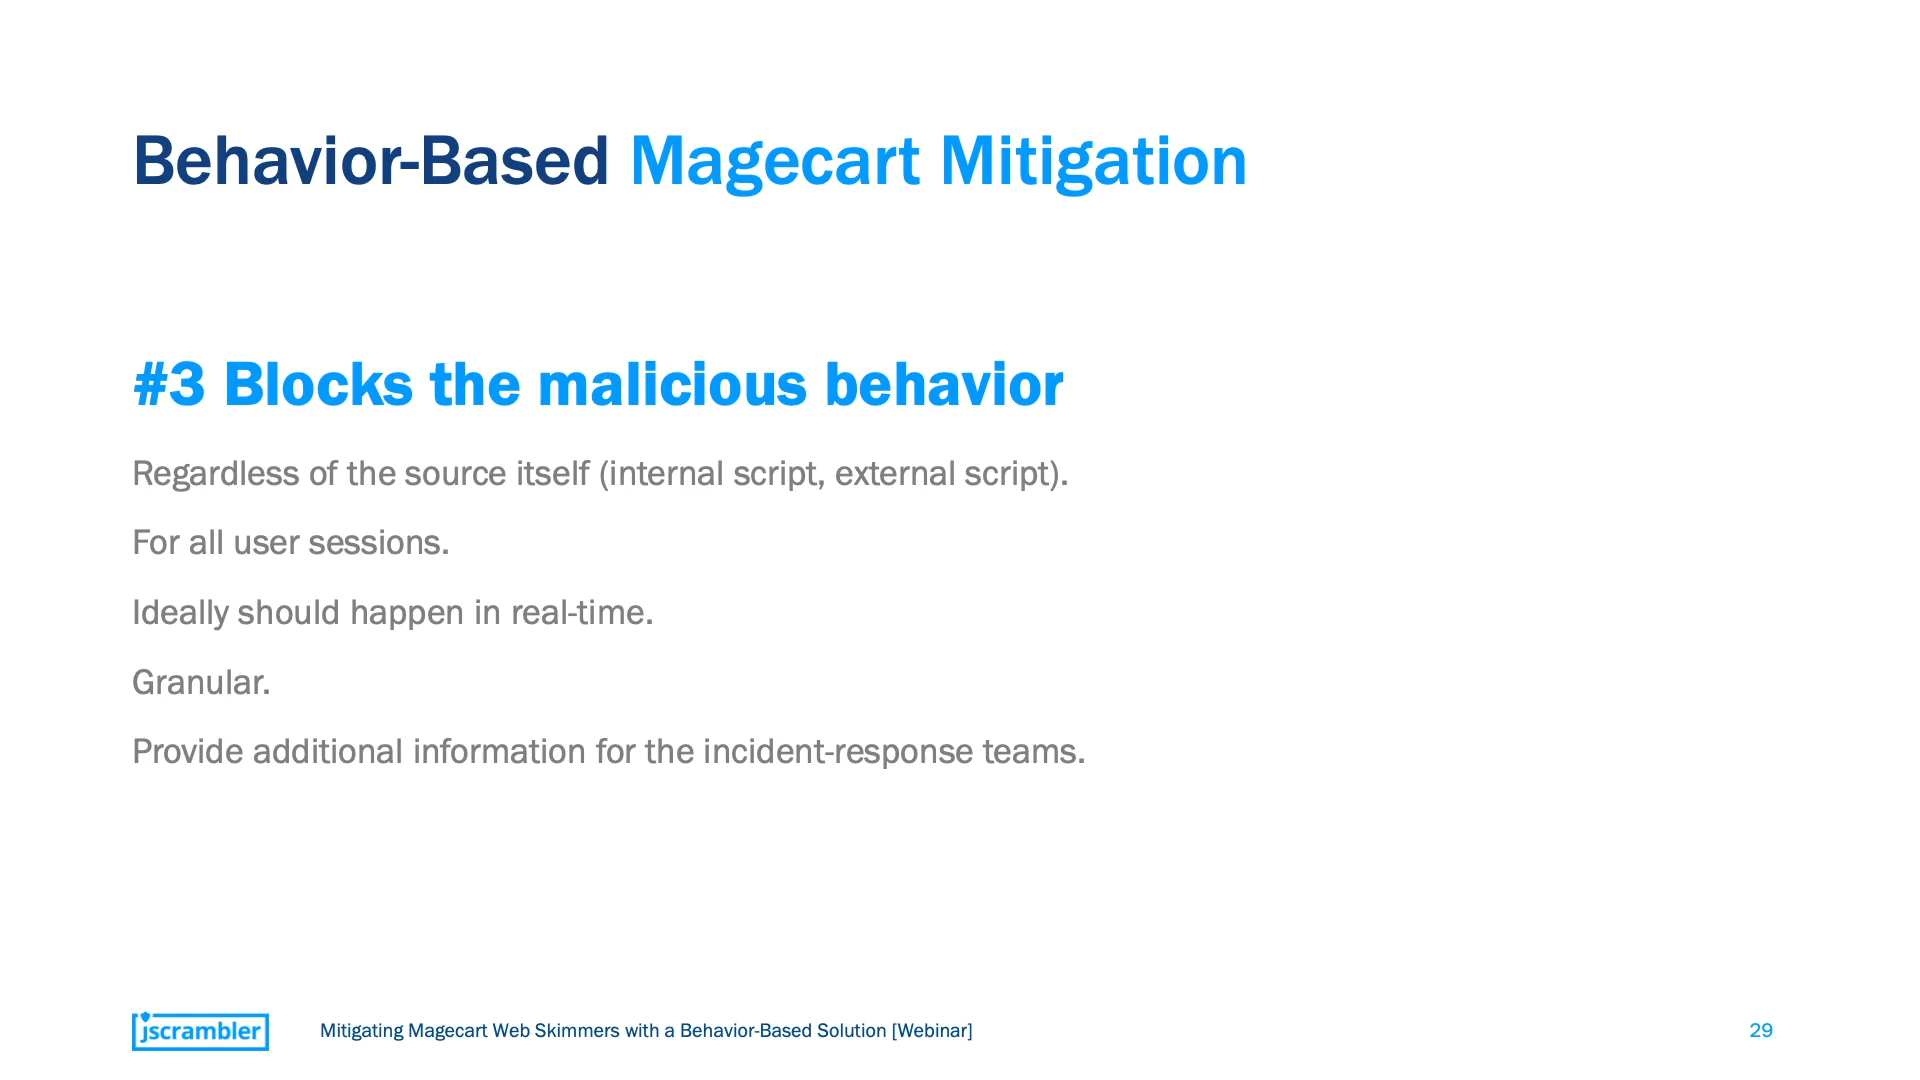 Behavior-Based Magecart Mitigation
#3 Blocks the malicious behavior
Regardless of the source itself (internal script, external script).
For all user sessions.
Ideally should happen in real-time.
Granular.
Provide additional information for the incident-response teams.
jscrambler
Mitigating Magecart Web Skimmers with a Behavior-Based Solution [Webinar]
29